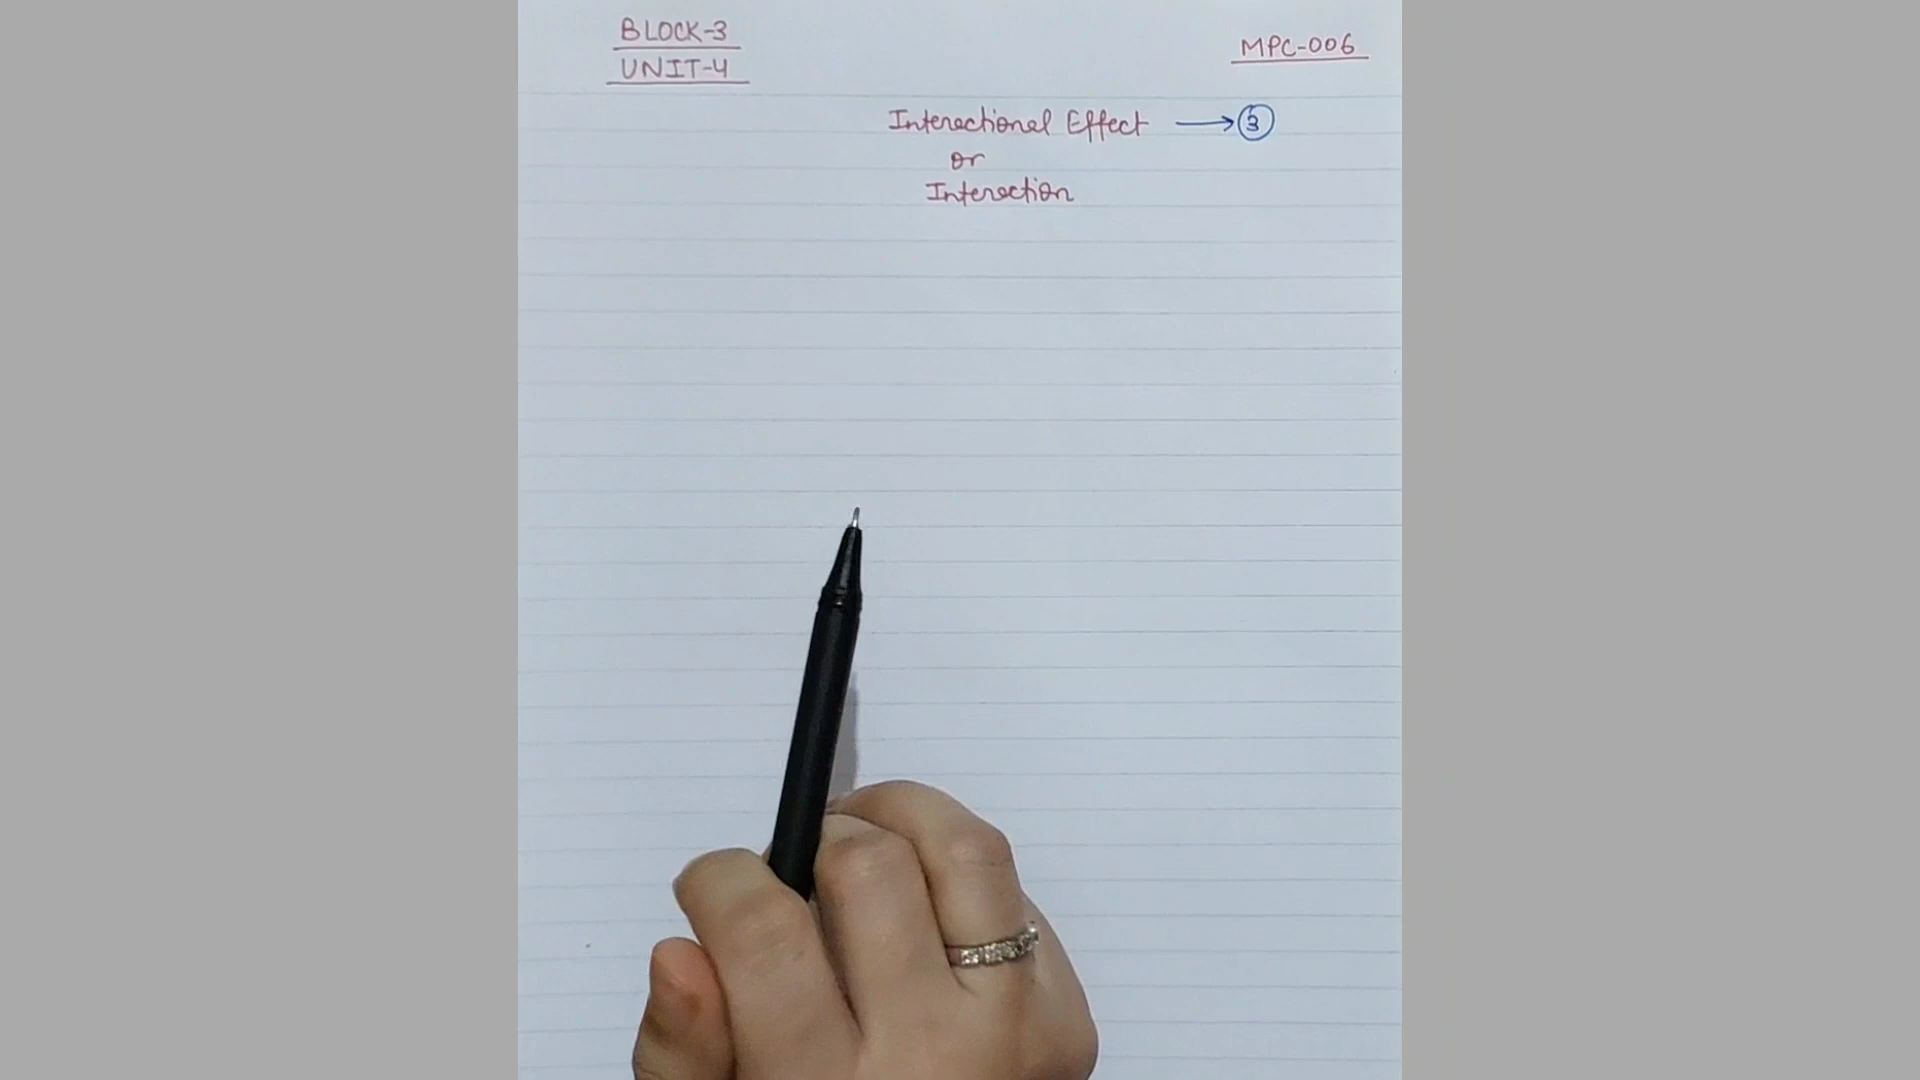 BLOCK-3
UNIT-4
MPC-006
Interactional Effect → 3
or
Interaction